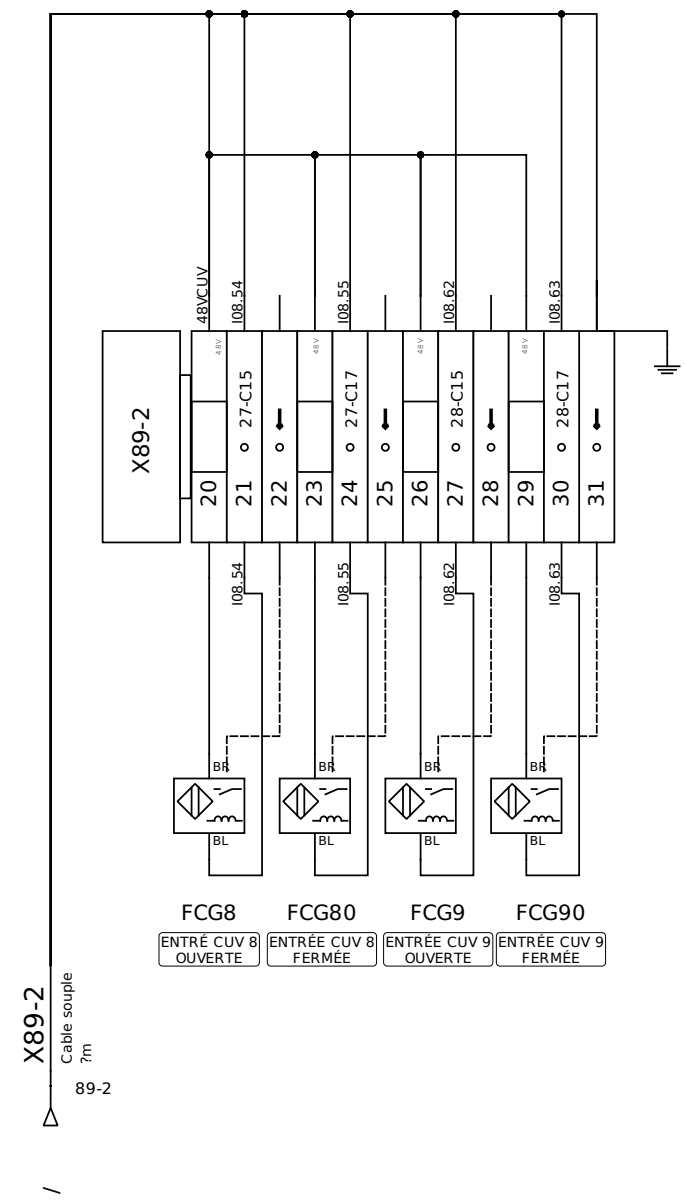 48VCUV
I08.54
I08.55
I08.62
I08.63
48V
48V
48V
48V
X89-2
27-C15
27-C17
28-C15
28-C17
20
21
22
23
24
25
26
27
28
29
30
31
I08.54
I08.55
I08.62
I08.63
BR
BR
BR
BR
BL
BL
BL
BL
FCG8
FCG80
FCG9
FCG90
ENTRÉ CUV 8
OUVERTE
ENTRÉE CUV 8
FERMÉE
ENTRÉE CUV 9
OUVERTE
ENTRÉE CUV 9
FERMÉE
X89-2
Cable souple
?m
89-2
/